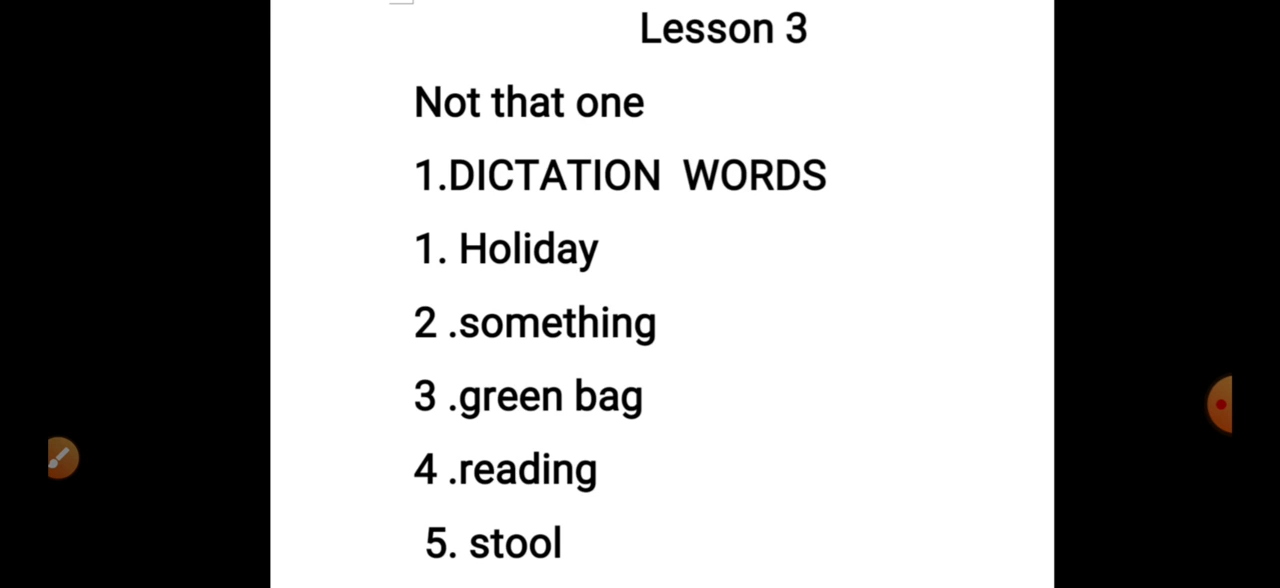 Lesson 3
Not that one
1.DICTATION  WORDS
1. Holiday
2 .something
3 .green bag
4 .reading
5. stool